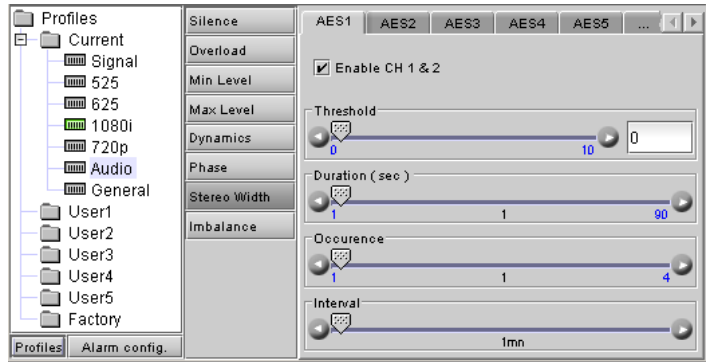 Profiles
Current
Signal
525
625
1080i
720p
Audio
General
User1
User2
User3
User4
User5
Factory
Profiles Alarm config.
Silence
Overload
Min Level
Max Level
Dynamics
Phase
Stereo Width
Imbalance
AES1 AES2 AES3 AES4 AES5 ...
Enable CH 1 & 2
Threshold
0 10 0
Duration ( sec )
1 1 90
Occurence
1 1 4
Interval
1mn